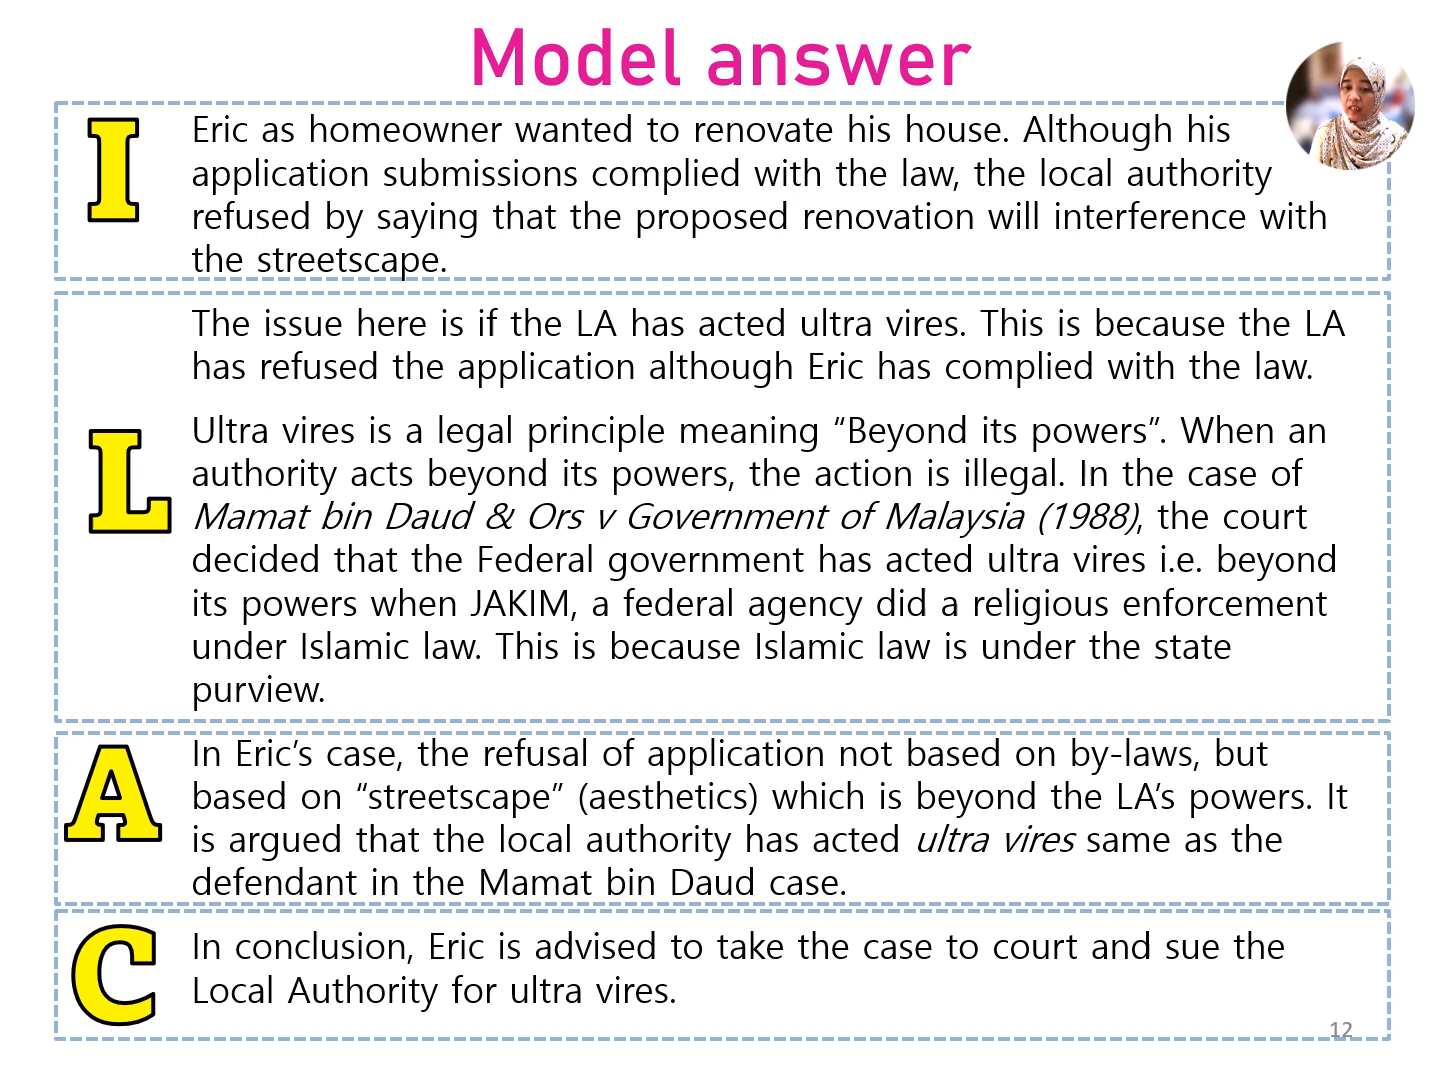 Model answer
I
Eric as homeowner wanted to renovate his house. Although his
application submissions complied with the law, the local authority
refused by saying that the proposed renovation will interference with
the streetscape.
The issue here is if the LA has acted ultra vires. This is because the LA
has refused the application although Eric has complied with the law.
L
Ultra vires is a legal principle meaning “Beyond its powers”. When an
authority acts beyond its powers, the action is illegal. In the case of
Mamat bin Daud & Ors v Government of Malaysia (1988), the court
decided that the Federal government has acted ultra vires i.e. beyond
its powers when JAKIM, a federal agency did a religious enforcement
under Islamic law. This is because Islamic law is under the state
purview.
A
In Eric’s case, the refusal of application not based on by-laws, but
based on “streetscape” (aesthetics) which is beyond the LA’s powers. It
is argued that the local authority has acted ultra vires same as the
defendant in the Mamat bin Daud case.
C
In conclusion, Eric is advised to take the case to court and sue the
Local Authority for ultra vires.
12